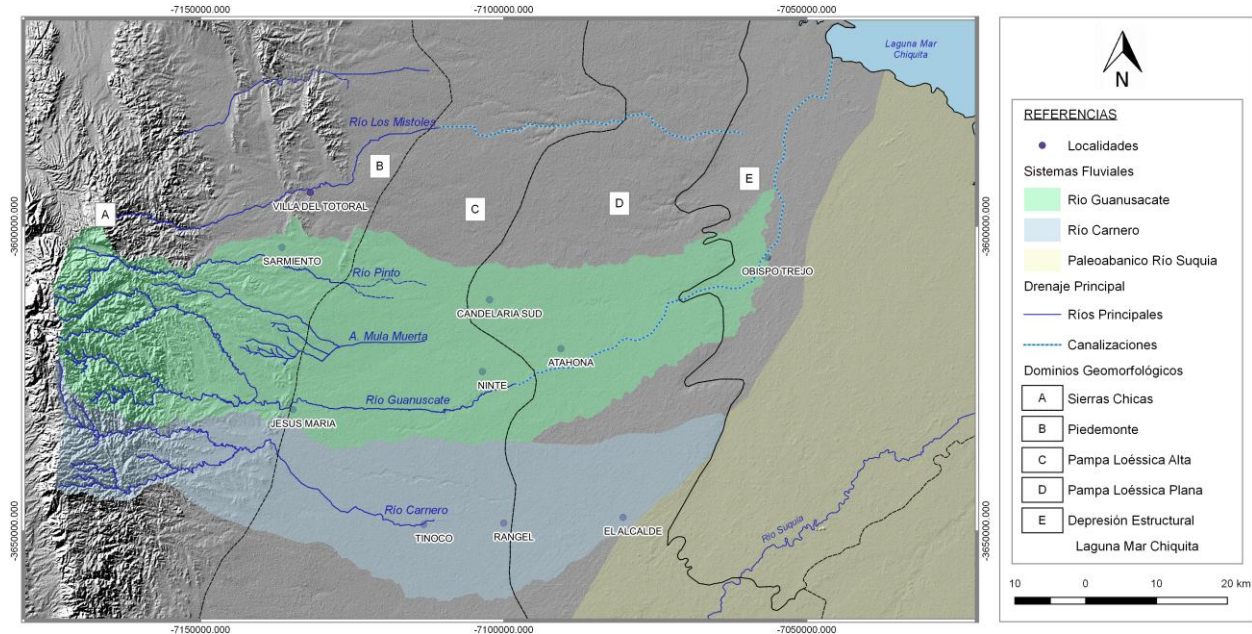 -7150000.000
-7100000.000
-7050000.000
Laguna Mar
Chiquita
Río Los Mistoles
B
E
A
C
D
VILLA DEL TOTORAL
-3600000.000
-3600000.000
SARMIENTO
Río Pinto
OBISPO TREJO
CANDELARIA SUD
A. Mula Muerta
ATAHONA
NINTE
Río Guanuscate
JESUS MARIA
Río Carnero
TINOCO
RANGEL
EL ALCALDE
Río Suquía
-3650000.000
-3650000.000
-7150000.000
-7100000.000
-7050000.000
N
REFERENCIAS
Localidades
Sistemas Fluviales
Rio Guanusacate
Río Carnero
Paleoabanico Río Suquia
Drenaje Principal
Ríos Principales
Canalizaciones
Dominios Geomorfológicos
A Sierras Chicas
B Piedemonte
C Pampa Loéssica Alta
D Pampa Loéssica Plana
E Depresión Estructural
Laguna Mar Chiquita
10 0 10 20 km